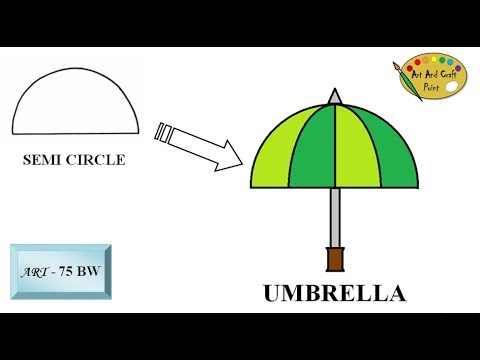 Art And Craft
Point
SEMI CIRCLE
ART - 75 BW
UMBRELLA